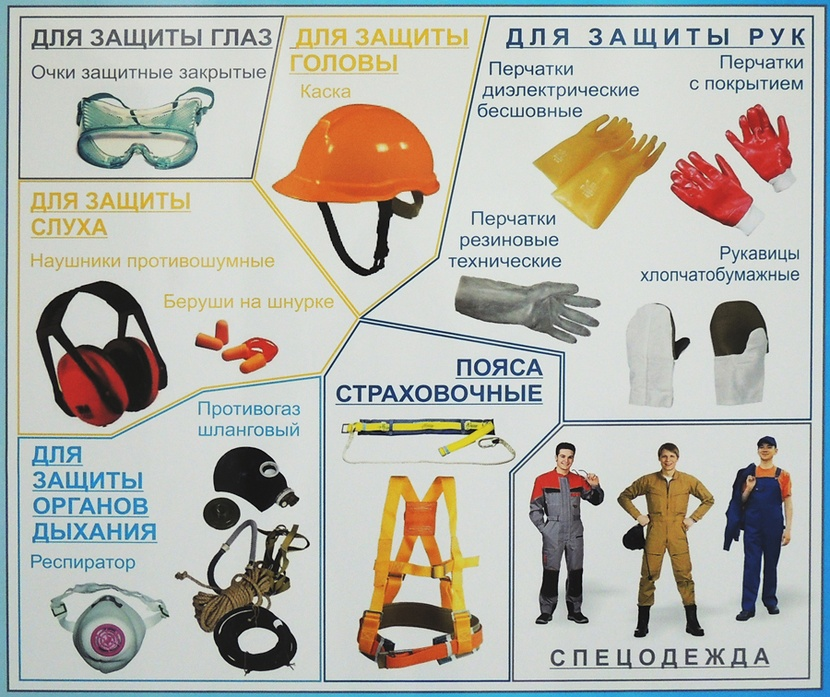 ДЛЯ ЗАЩИТЫ ГЛАЗ
Очки защитные закрытые
ДЛЯ ЗАЩИТЫ
ГОЛОВЫ
Каска
ДЛЯ ЗАЩИТЫ РУК
Перчатки
диэлектрические
бесшовные
Перчатки
с покрытием
Перчатки
резиновые
технические
Рукавицы
хлопчатобумажные
ДЛЯ ЗАЩИТЫ
СЛУХА
Наушники противошумные
Беруши на шнурке
ДЛЯ
ЗАЩИТЫ
ОРГАНОВ
ДЫХАНИЯ
Противогаз
шланговый
Респиратор
ПОЯСА
СТРАХОВОЧНЫЕ
СПЕЦОДЕЖДА